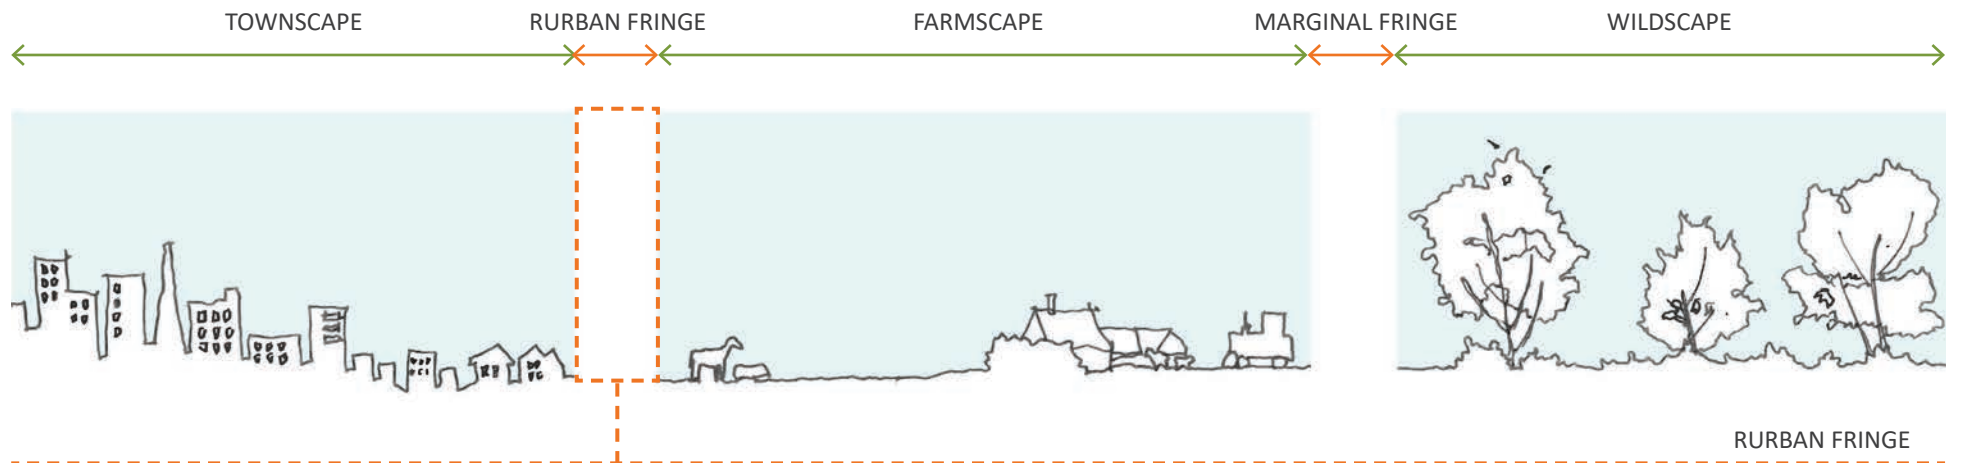 TOWNSCAPE
RURBAN FRINGE
FARMSCAPE
MARGINAL FRINGE
WILDSCAPE
RURBAN FRINGE